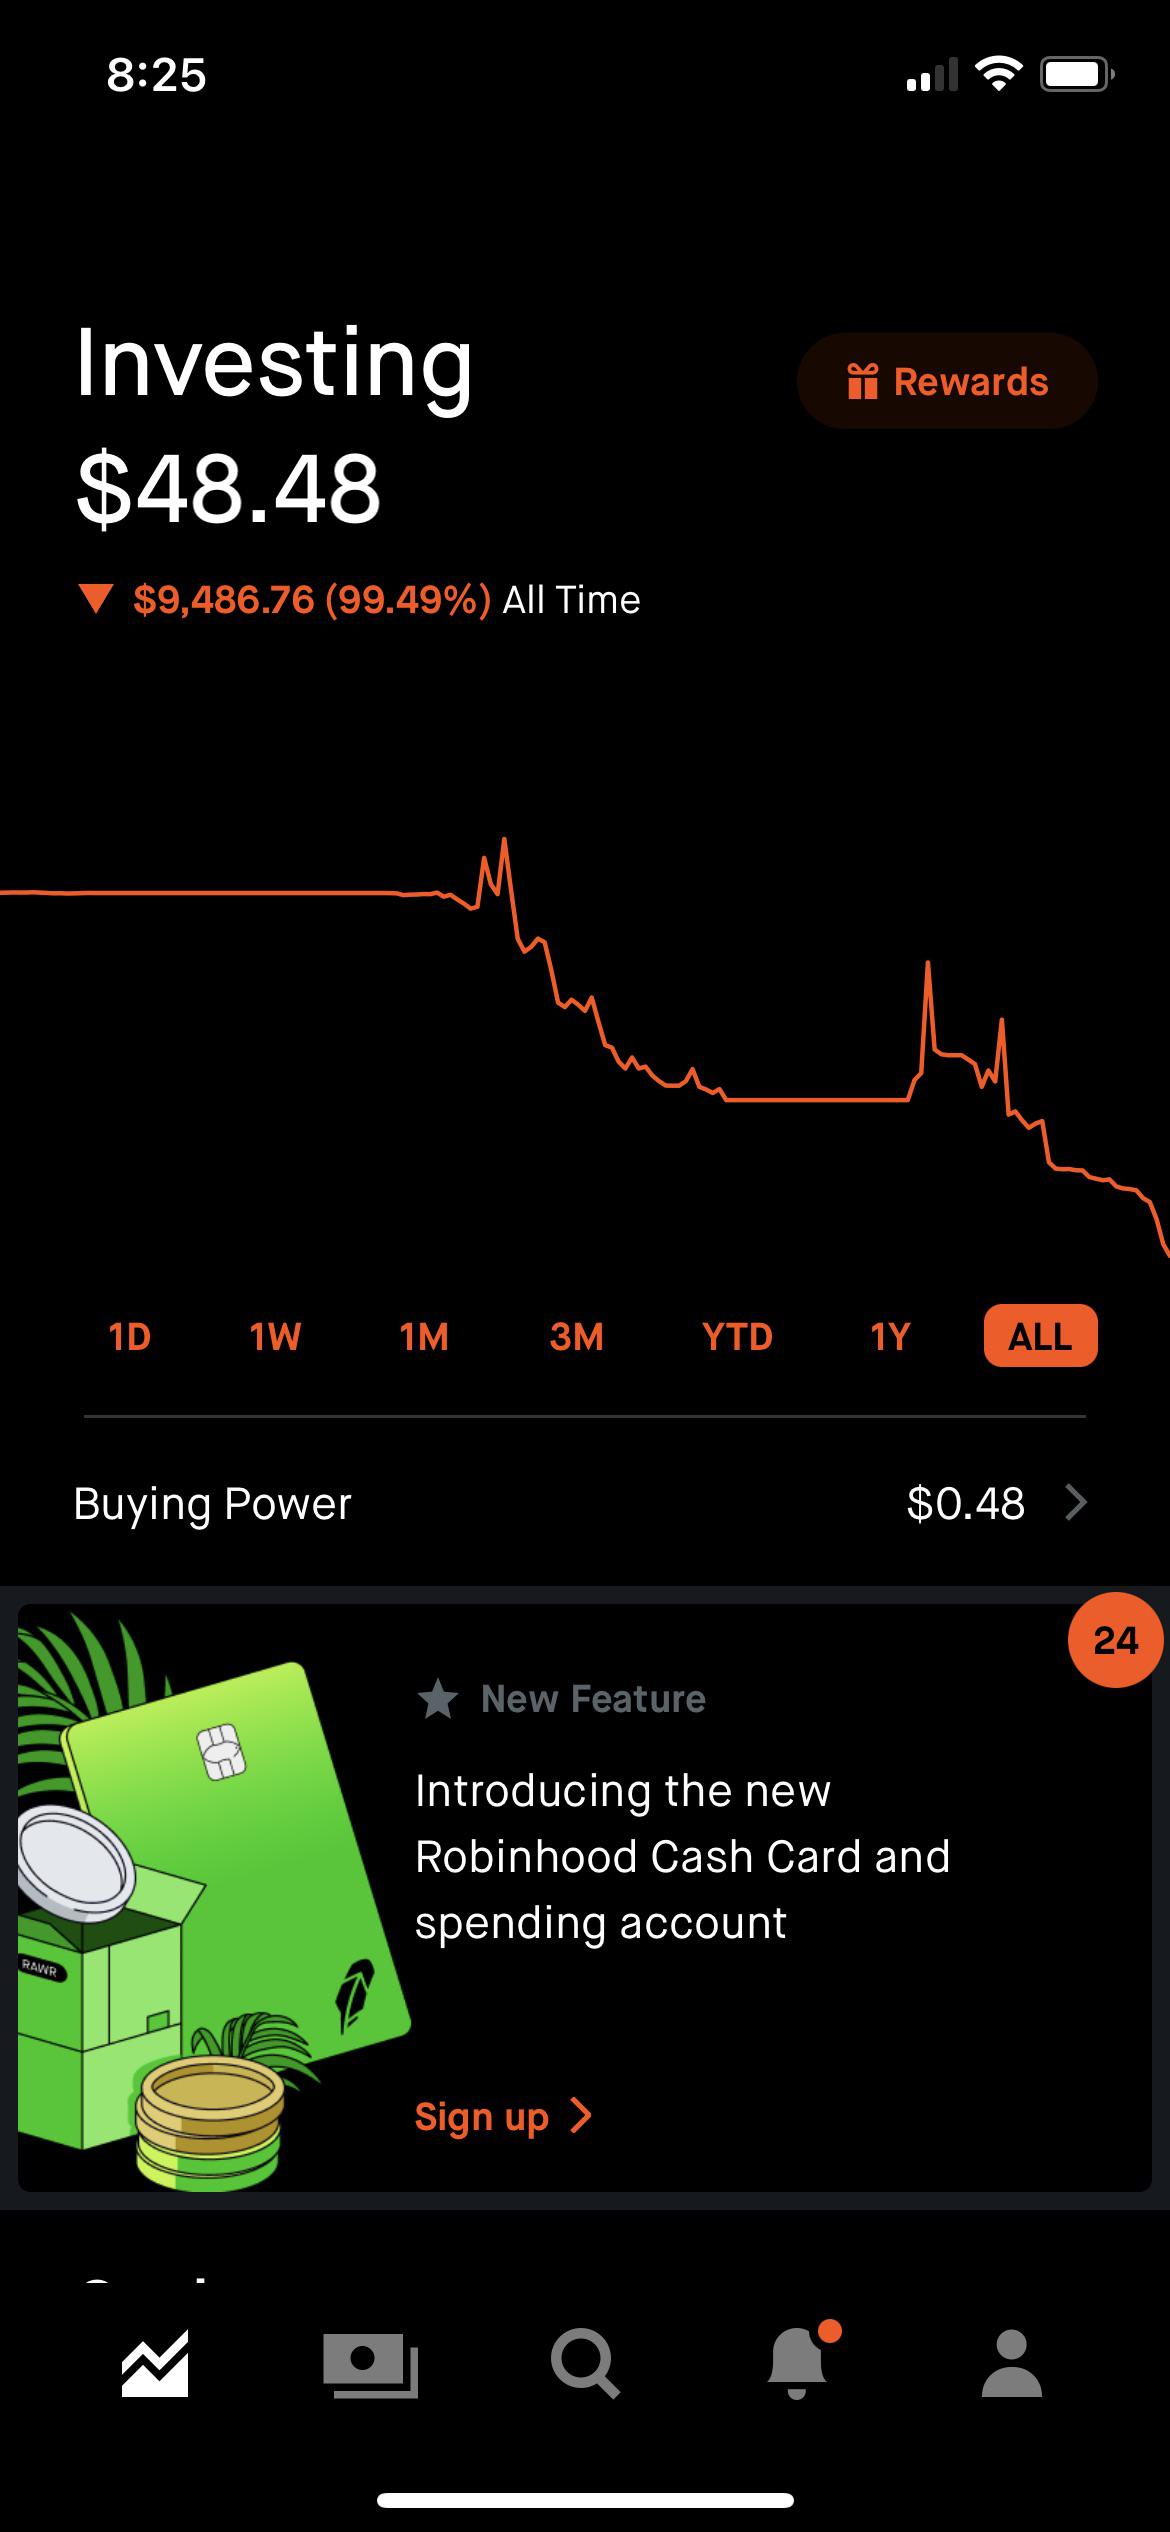 8:25
Investing
Rewards
$48.48
$9,486.76 (99.49%) All Time
1D 1W 1M 3M YTD 1Y ALL
Buying Power $0.48
24
New Feature
Introducing the new
Robinhood Cash Card and
spending account
RAWR
Sign up